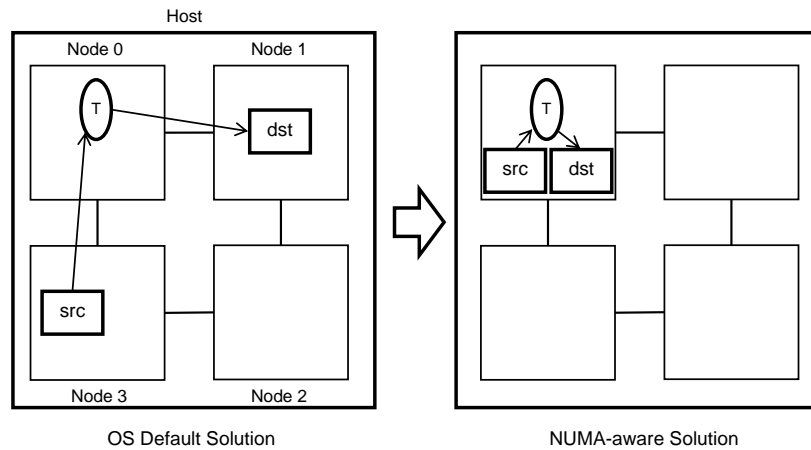 Host
Node 0
Node 1
T
dst
src
Node 3
Node 2
OS Default Solution
T
src
dst
NUMA-aware Solution